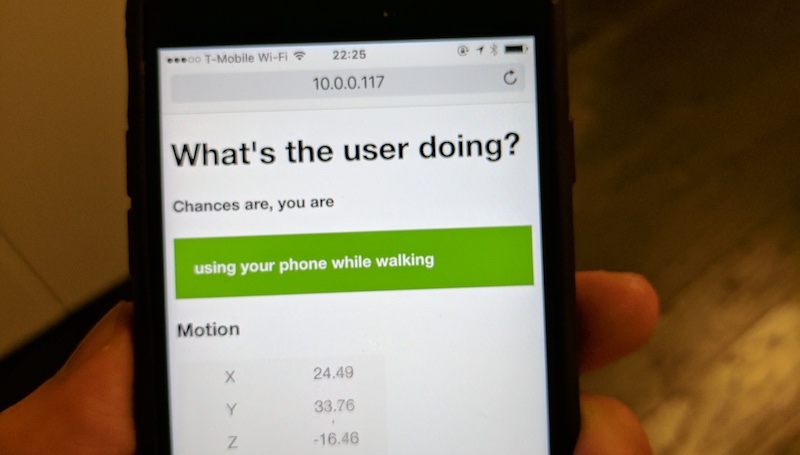 T-Mobile Wi-Fi 22:25
10.0.0.117
What's the user doing?
Chances are, you are
using your phone while walking
Motion
X 24.49
Y 33.76
Z -16.46